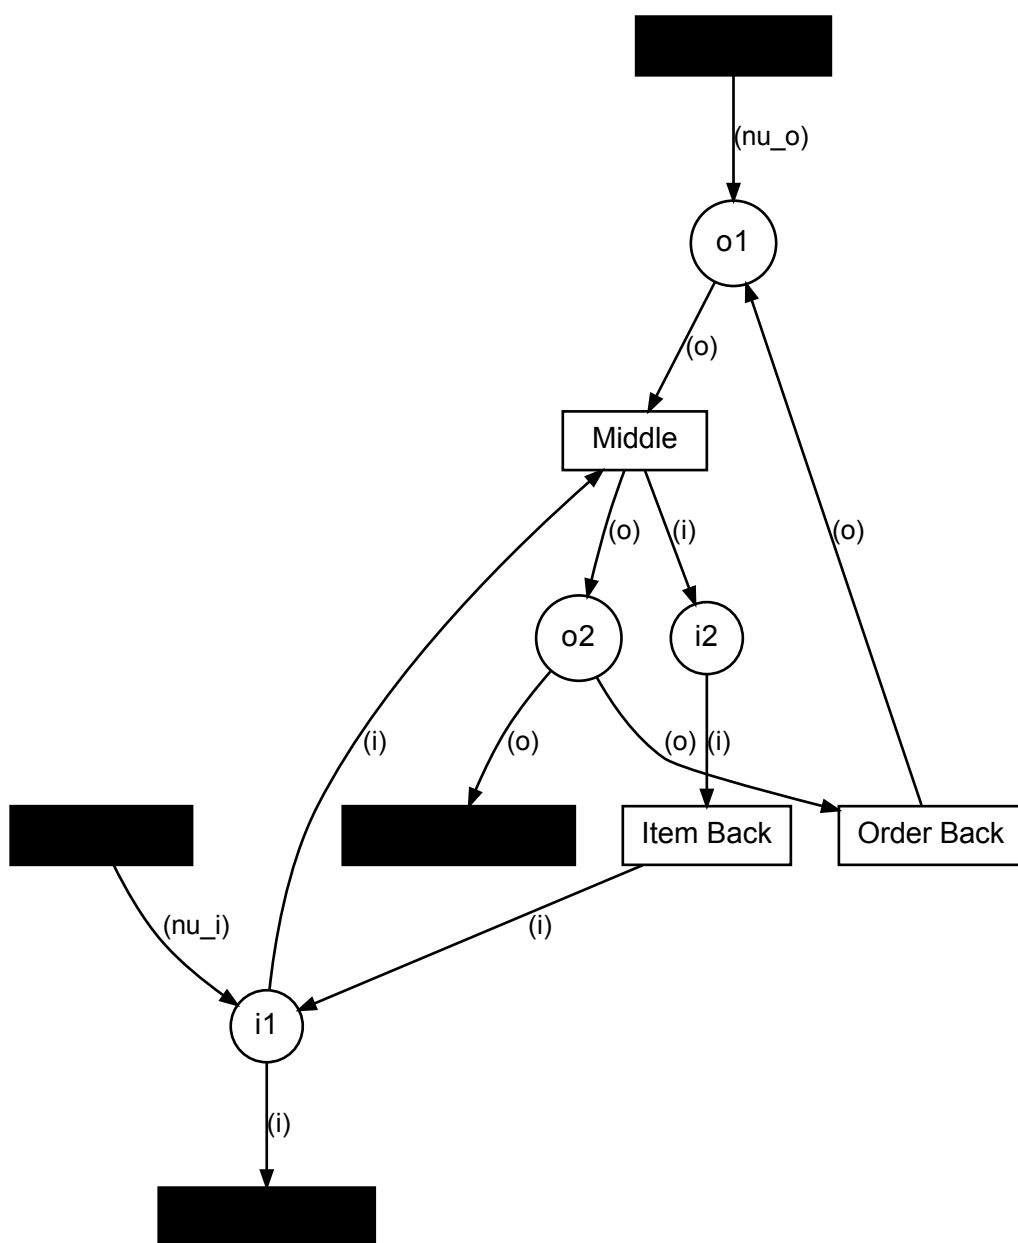 (nu_o)
o1
(o)
Middle
(o)
(i)
(o)
o2
i2
(i)
(o)
(o)
(i)
Item Back
Order Back
(nu_i)
(i)
i1
(i)